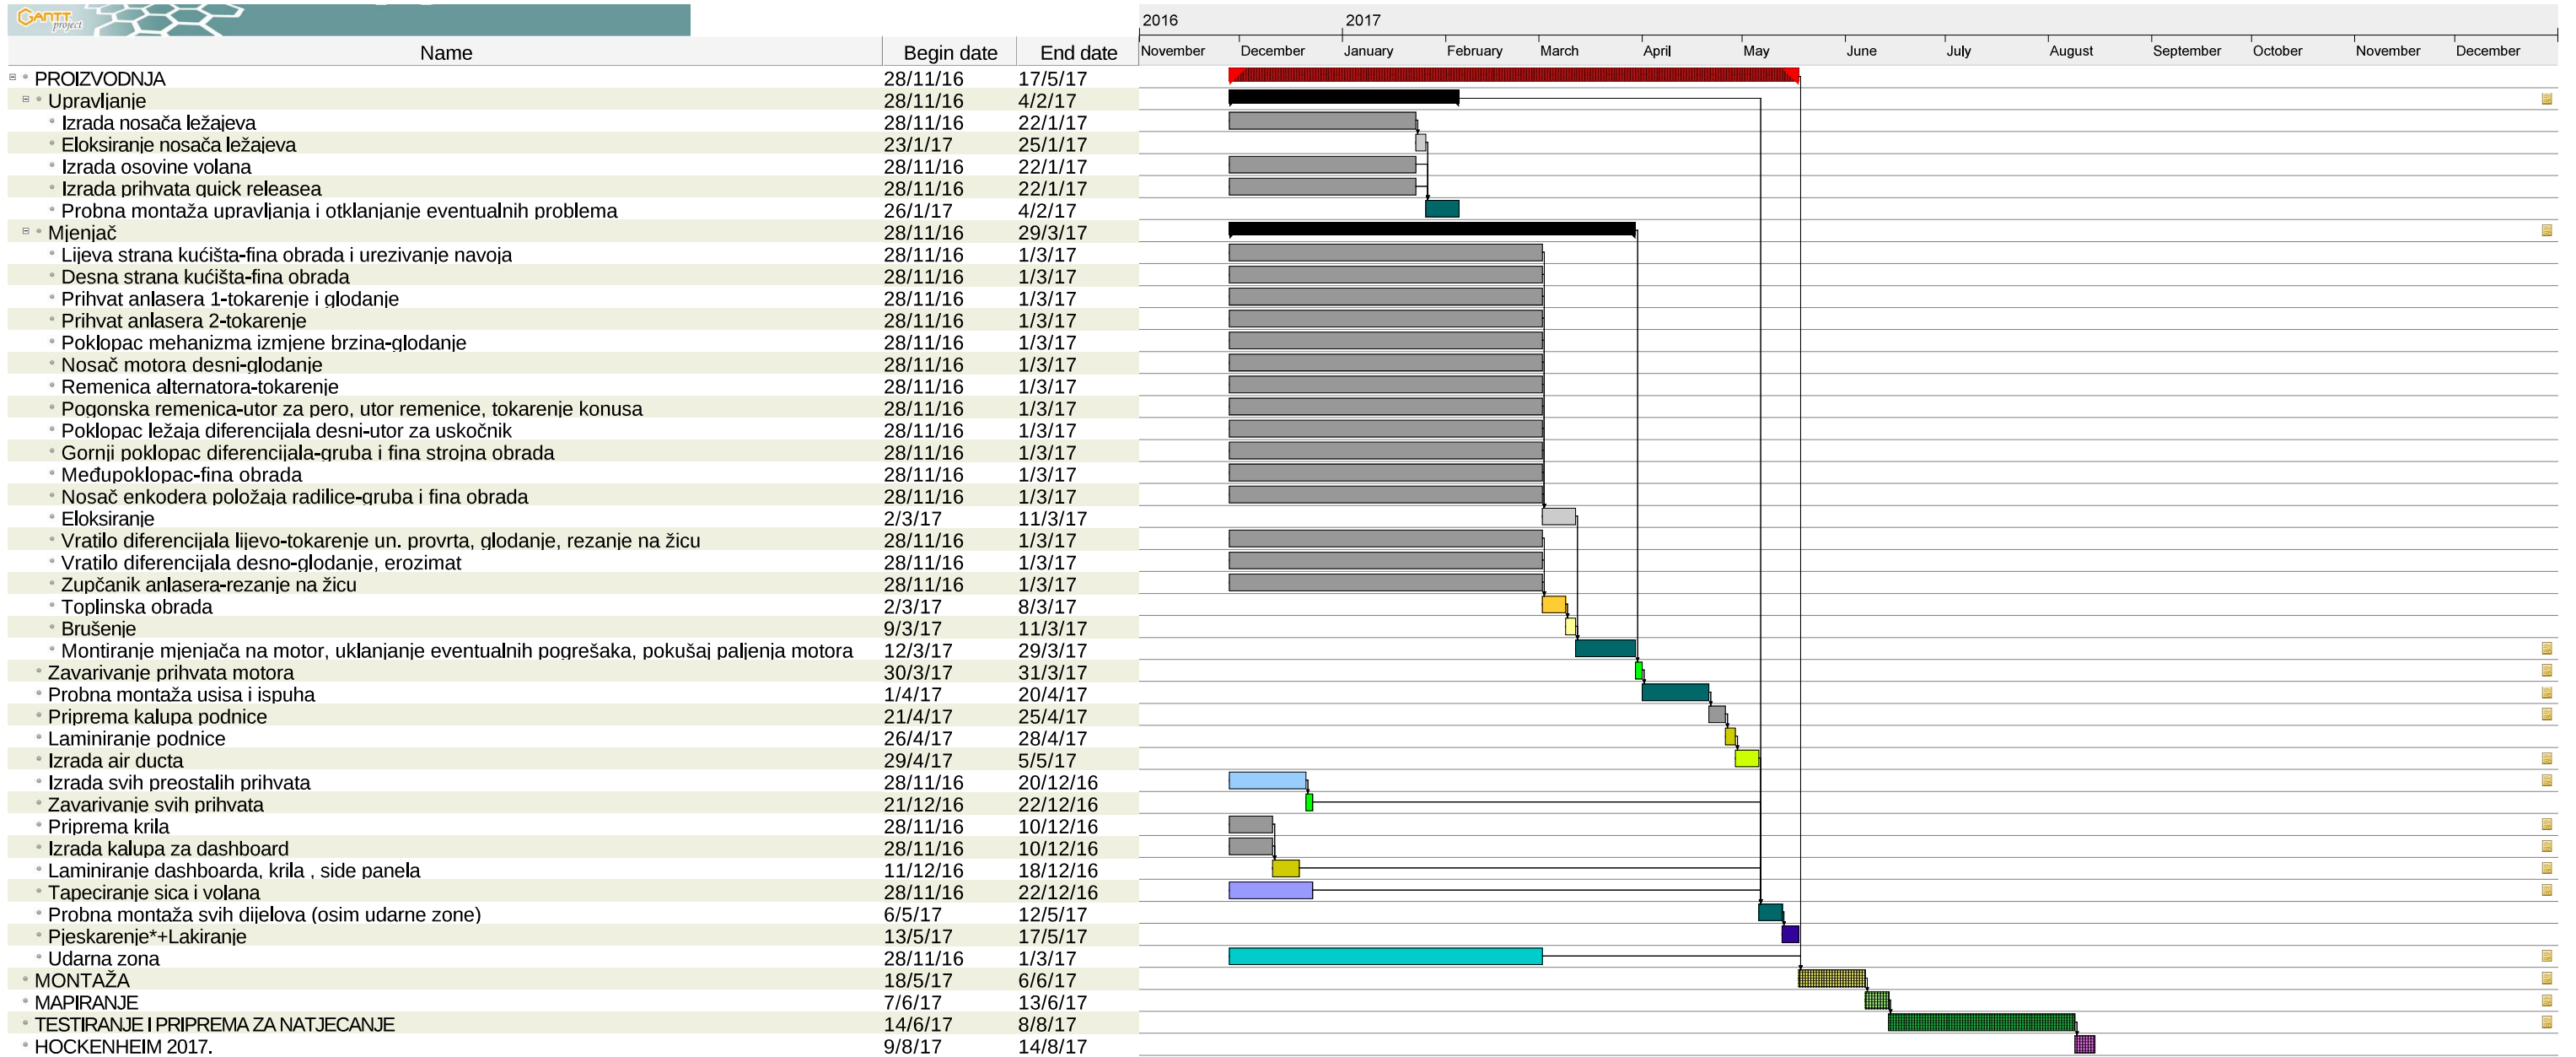 GANTT project
2016 2017
Name Begin date End date November December January February March April May June July August September October November December
PROIZVODNJA 28/11/16 17/5/17
Upravljanje 28/11/16 4/2/17
Izrada nosača ležajeva 28/11/16 22/1/17
Eloksiranje nosača ležajeva 23/1/17 25/1/17
Izrada osovine volana 28/11/16 22/1/17
Izrada prihvata quick releasea 28/11/16 22/1/17
Probna montaža upravljanja i otklanjanje eventualnih problema 26/1/17 4/2/17
Mjenjač 28/11/16 29/3/17
Lijeva strana kućišta-fina obrada i urezivanje navoja 28/11/16 1/3/17
Desna strana kućišta-fina obrada 28/11/16 1/3/17
Prihvat anlasera 1-tokarenje i glodanje 28/11/16 1/3/17
Prihvat anlasera 2-tokarenje 28/11/16 1/3/17
Poklopac mehanizma izmjene brzina-glodanje 28/11/16 1/3/17
Nosač motora desni-glodanje 28/11/16 1/3/17
Remenica alternatora-tokarenje 28/11/16 1/3/17
Pogonska remenica-utor za pero, utor remenice, tokarenje konusa 28/11/16 1/3/17
Poklopac ležaja diferencijala desni-utor za uskočnik 28/11/16 1/3/17
Gornji poklopac diferencijala-gruba i fina strojna obrada 28/11/16 1/3/17
Međupoklopac-fina obrada 28/11/16 1/3/17
Nosač enkodera položaja radilice-gruba i fina obrada 28/11/16 1/3/17
Eloksiranje 2/3/17 11/3/17
Vratilo diferencijala lijevo-tokarenje un. provrta, glodanje, rezanje na žicu 28/11/16 1/3/17
Vratilo diferencijala desno-glodanje, erozimat 28/11/16 1/3/17
Zupčanik anlasera-rezanje na žicu 28/11/16 1/3/17
Toplinska obrada 2/3/17 8/3/17
Brušenje 9/3/17 11/3/17
Montiranje mjenjača na motor, uklanjanje eventualnih pogrešaka, pokušaj paljenja motora 12/3/17 29/3/17
Zavarivanje prihvata motora 30/3/17 31/3/17
Probna montaža usisa i ispuha 1/4/17 20/4/17
Priprema kalupa podnice 21/4/17 25/4/17
Laminiranje podnice 26/4/17 28/4/17
Izrada air ducta 29/4/17 5/5/17
Izrada svih preostalih prihvata 28/11/16 20/12/16
Zavarivanje svih prihvata 21/12/16 22/12/16
Priprema krila 28/11/16 10/12/16
Izrada kalupa za dashboard 28/11/16 10/12/16
Laminiranje dashboarda, krila , side panela 11/12/16 18/12/16
Tapeciranje sica i volana 28/11/16 22/12/16
Probna montaža svih dijelova (osim udarne zone) 6/5/17 12/5/17
Pjeskarenje*+Lakiranje 13/5/17 17/5/17
Udarna zona 28/11/16 1/3/17
MONTAŽA 18/5/17 6/6/17
MAPIRANJE 7/6/17 13/6/17
TESTIRANJE I PRIPREMA ZA NATJECANJE 14/6/17 8/8/17
HOCKENHEIM 2017. 9/8/17 14/8/17